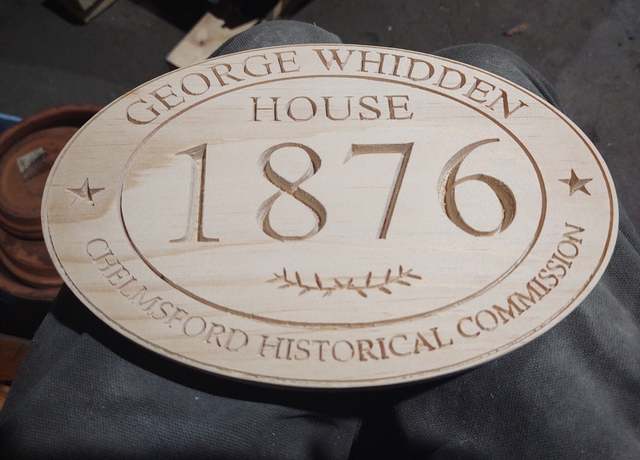 GEORGE WHIDDEN
HOUSE
1876
CHELMSFORD HISTORICAL COMMISSION